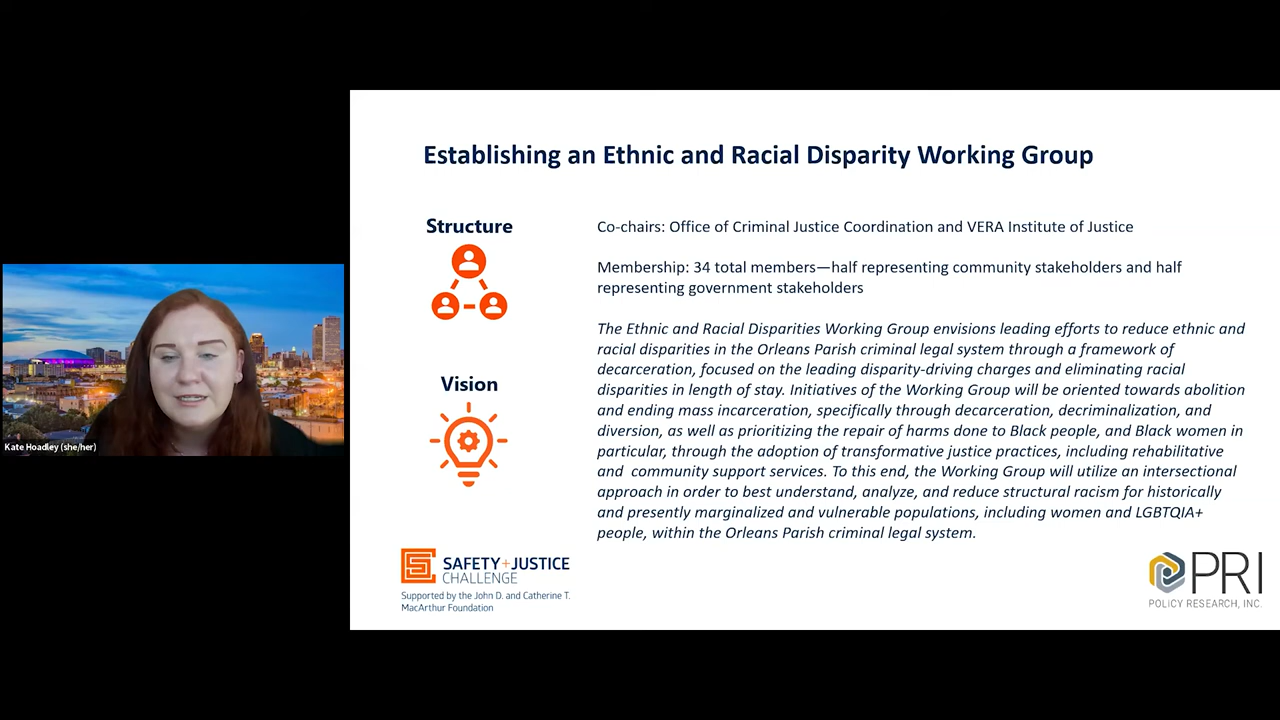 Establishing an Ethnic and Racial Disparity Working Group
Structure
Co-chairs: Office of Criminal Justice Coordination and VERA Institute of Justice
Membership: 34 total members—half representing community stakeholders and half
representing government stakeholders
Vision
The Ethnic and Racial Disparities Working Group envisions leading efforts to reduce ethnic and
racial disparities in the Orleans Parish criminal legal system through a framework of
decarceration, focused on the leading disparity-driving charges and eliminating racial
disparities in length of stay. Initiatives of the Working Group will be oriented towards abolition
and ending mass incarceration, specifically through decarceration, decriminalization, and
diversion, as well as prioritizing the repair of harms done to Black people, and Black women in
particular, through the adoption of transformative justice practices, including rehabilitative
and community support services. To this end, the Working Group will utilize an intersectional
approach in order to best understand, analyze, and reduce structural racism for historically
and presently marginalized and vulnerable populations, including women and LGBTQIA+
people, within the Orleans Parish criminal legal system.
Kate Hoadley (she/her)
SAFETY+JUSTICE
CHALLENGE
Supported by the John D. and Catherine T.
MacArthur Foundation
PRI
POLICY RESEARCH, INC.